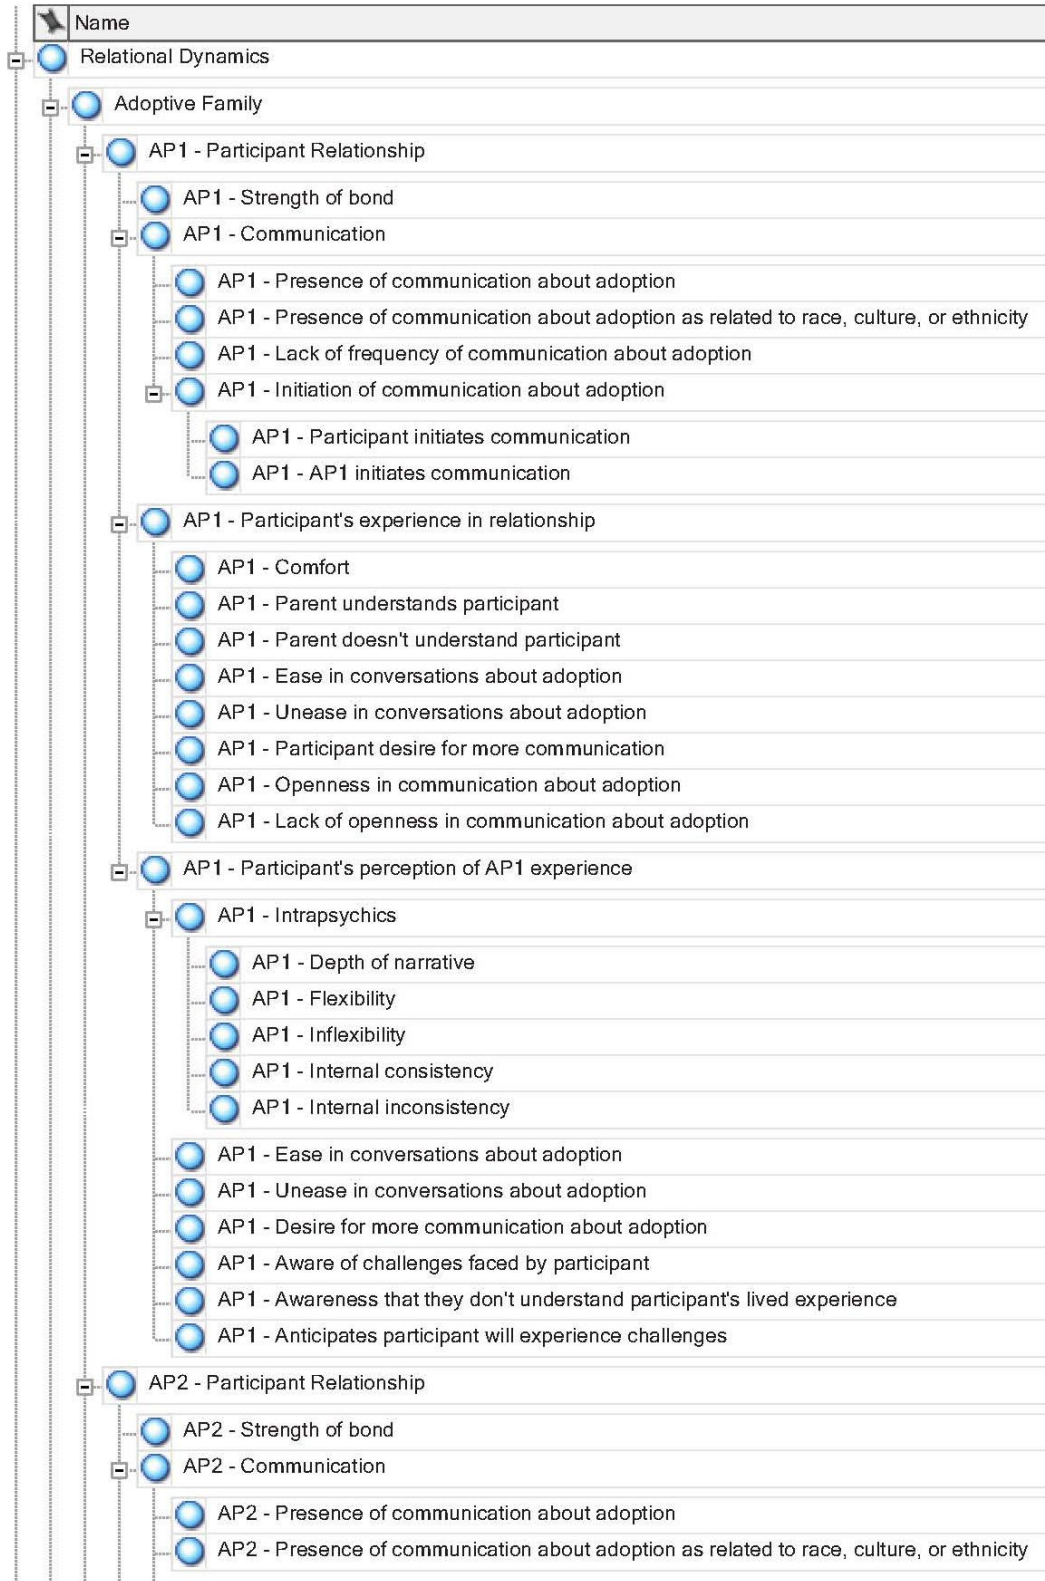 Name
Relational Dynamics
Adoptive Family
AP1 - Participant Relationship
AP1 - Strength of bond
AP1 - Communication
AP1 - Presence of communication about adoption
AP1 - Presence of communication about adoption as related to race, culture, or ethnicity
AP1 - Lack of frequency of communication about adoption
AP1 - Initiation of communication about adoption
AP1 - Participant initiates communication
AP1 - AP1 initiates communication
AP1 - Participant's experience in relationship
AP1 - Comfort
AP1 - Parent understands participant
AP1 - Parent doesn't understand participant
AP1 - Ease in conversations about adoption
AP1 - Unease in conversations about adoption
AP1 - Participant desire for more communication
AP1 - Openness in communication about adoption
AP1 - Lack of openness in communication about adoption
AP1 - Participant's perception of AP1 experience
AP1 - Intrapsychics
AP1 - Depth of narrative
AP1 - Flexibility
AP1 - Inflexibility
AP1 - Internal consistency
AP1 - Internal inconsistency
AP1 - Ease in conversations about adoption
AP1 - Unease in conversations about adoption
AP1 - Desire for more communication about adoption
AP1 - Aware of challenges faced by participant
AP1 - Awareness that they don't understand participant's lived experience
AP1 - Anticipates participant will experience challenges
AP2 - Participant Relationship
AP2 - Strength of bond
AP2 - Communication
AP2 - Presence of communication about adoption
AP2 - Presence of communication about adoption as related to race, culture, or ethnicity